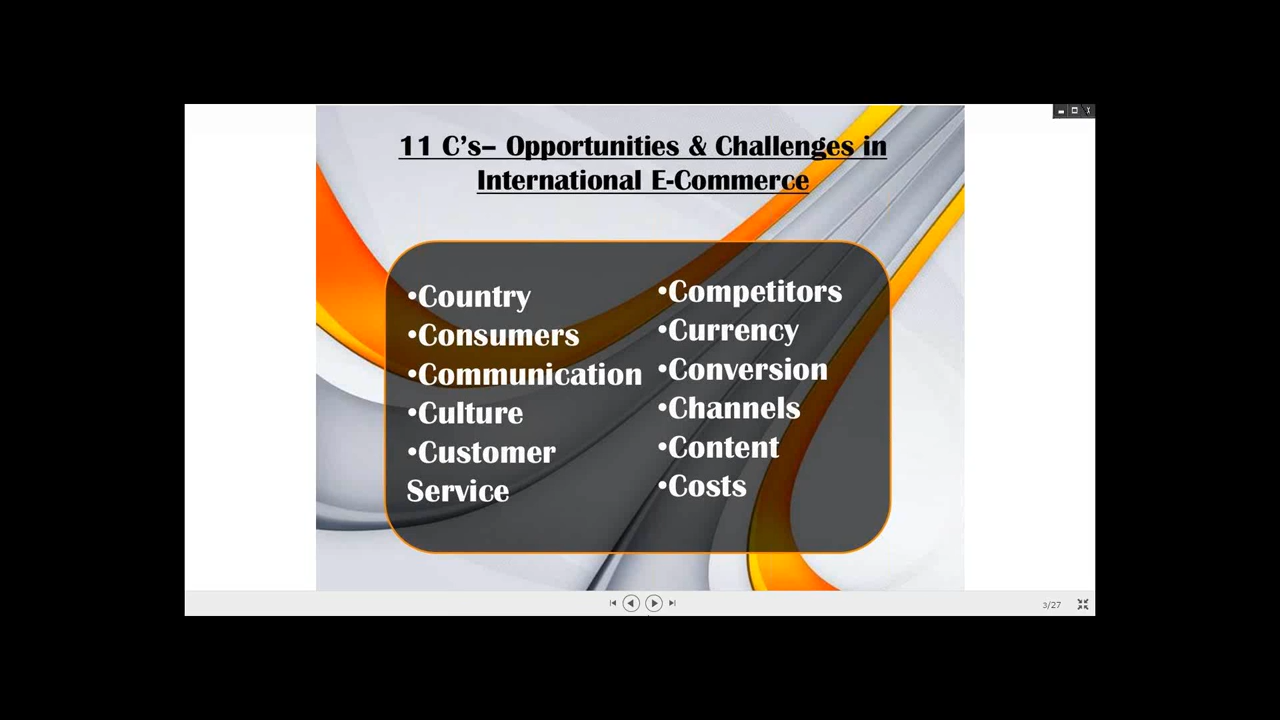 11 C’s– Opportunities & Challenges in
International E-Commerce
•Country
•Consumers
•Communication
•Culture
•Customer
Service
•Competitors
•Currency
•Conversion
•Channels
•Content
•Costs
3/27